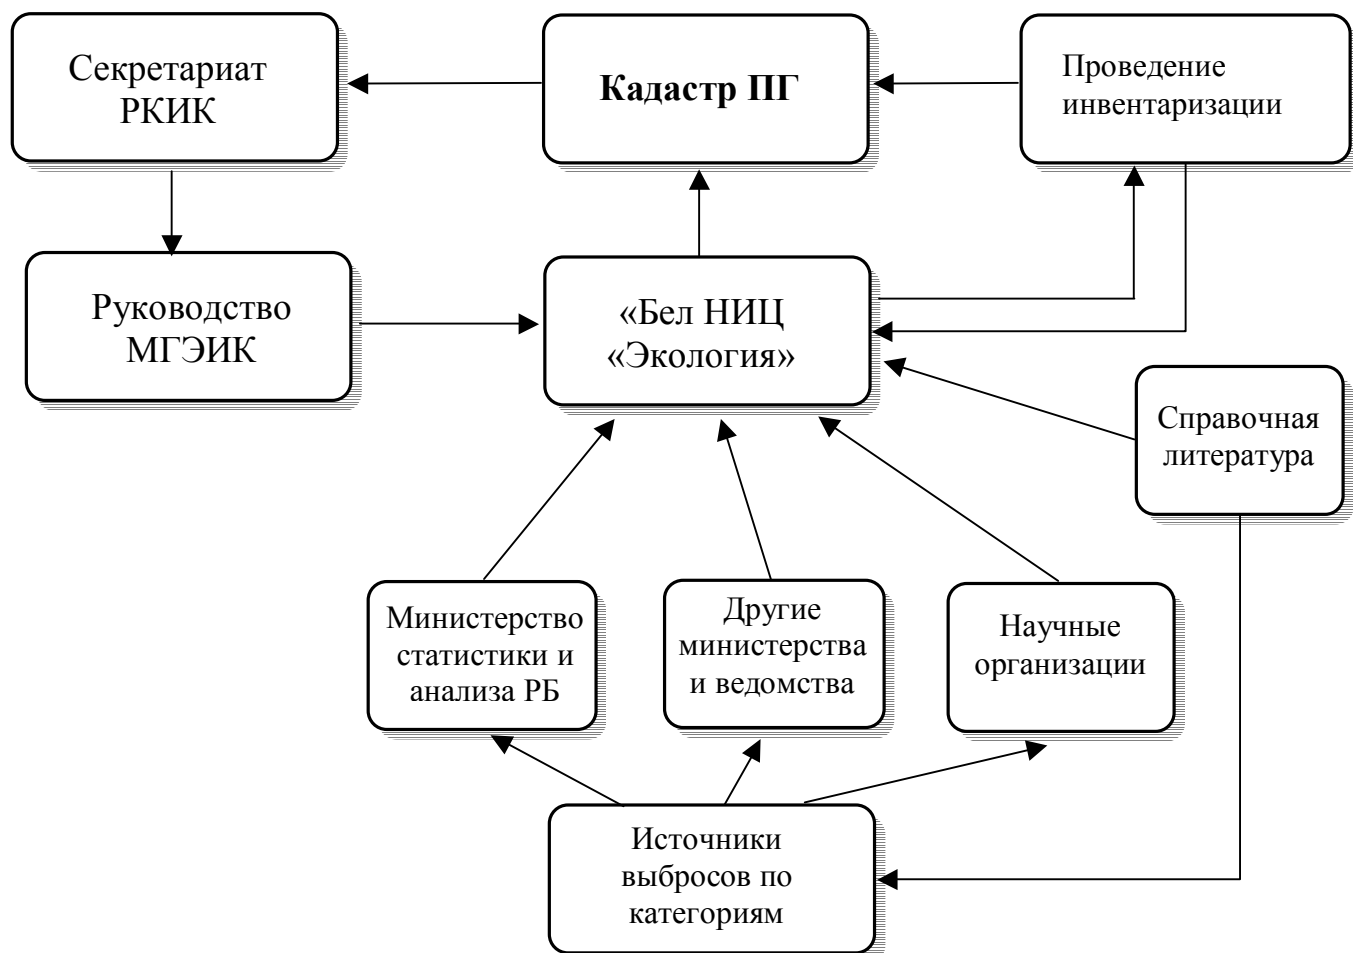 Секретариат
РКИК
Кадастр ПГ
Проведение
инвентаризации
Руководство
МГЭИК
«Бел НИЦ
«Экология»
Справочная
литература
Министерство
статистики и
анализа РБ
Другие
министерства
и ведомства
Научные
организации
Источники
выбросов по
категориям